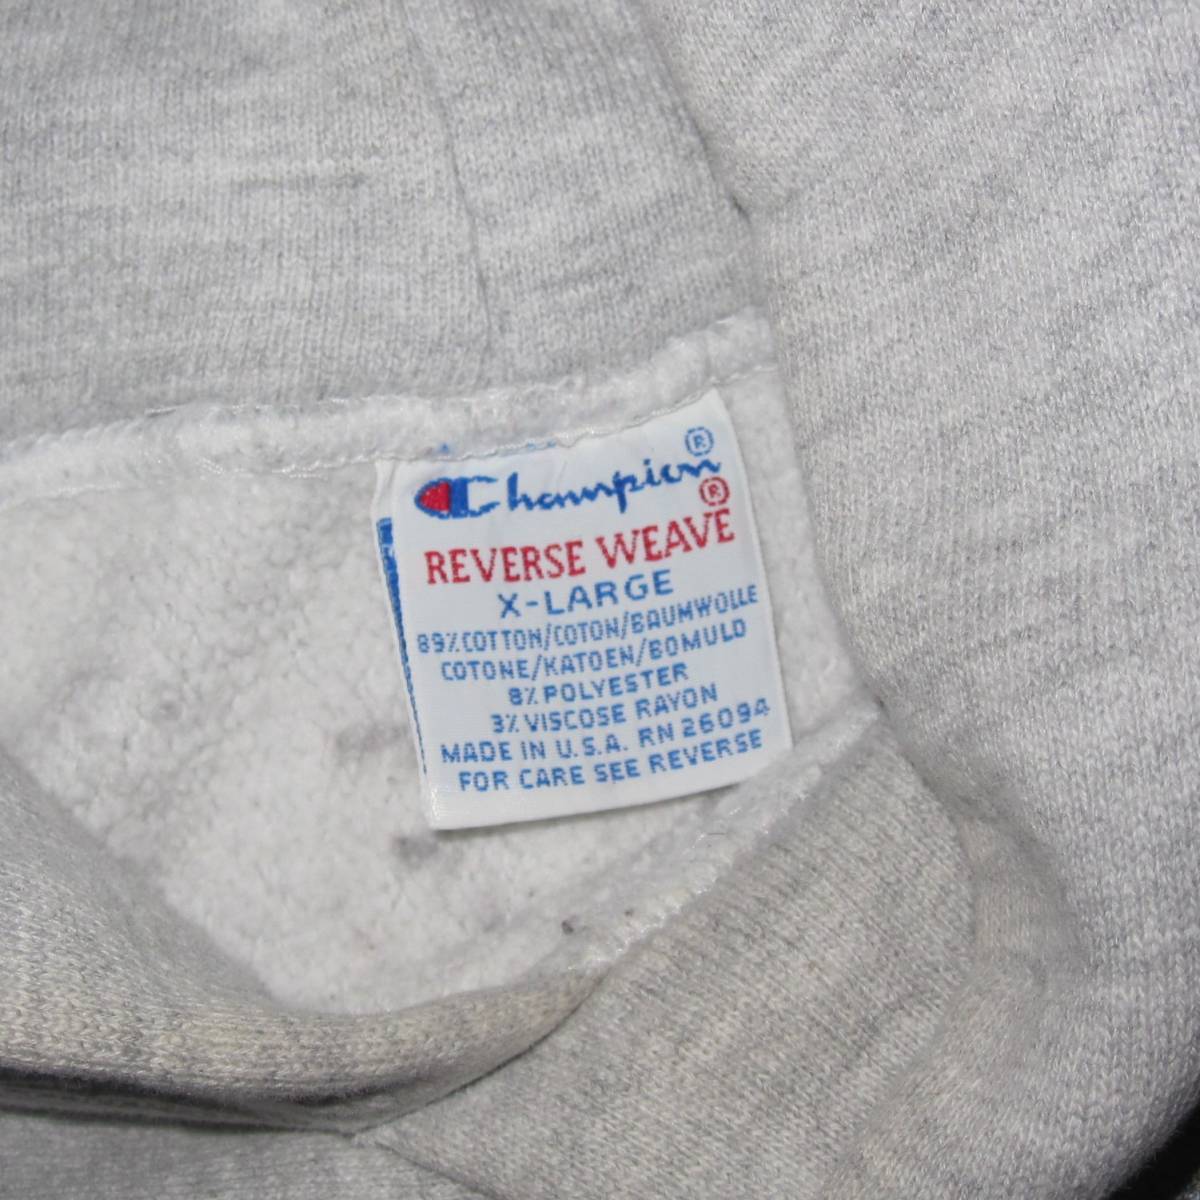 Champion®
REVERSE WEAVE®
X-LARGE
89% COTTON/COTON/BAUMWOLLE
COTONE/KATOEN/BOMULD
8% POLYESTER
3% VISCOSE RAYON
MADE IN U.S.A. RN 26094
FOR CARE SEE REVERSE